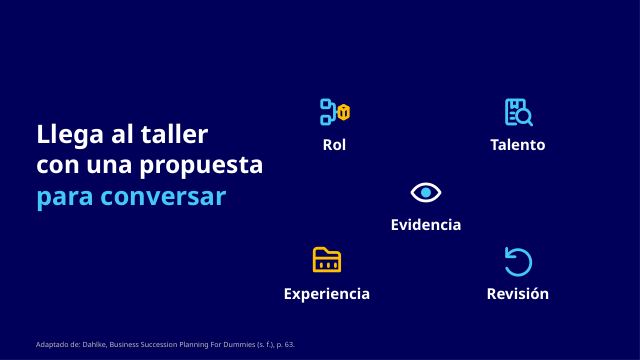 Llega al taller
con una propuesta
para conversar
Rol
Talento
Evidencia
Experiencia
Revisión
Adaptado de: Dahlke, Business Succession Planning For Dummies (s. f.), p. 63.